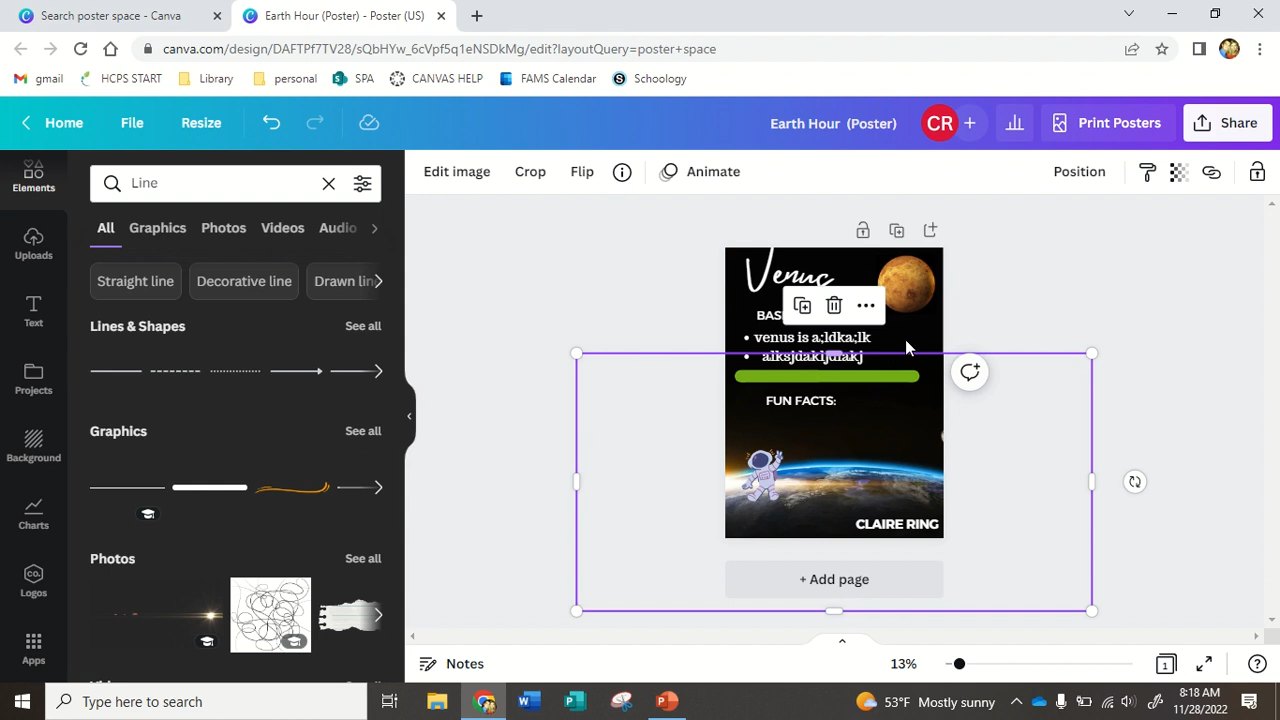 Search poster space - Canva
Earth Hour (Poster) - Poster (US)
canva.com/design/DAFTPf7TV28/sQbHYw_6cVpf5q1eNSDkMg/edit?layoutQuery=poster+space
gmail
HCPS START
Library
personal
SPA
CANVAS HELP
FAMS Calendar
Schoology
Home
File
Resize
Earth Hour (Poster)
CR
Print Posters
Share
Elements
Uploads
Text
Projects
Background
Charts
co.
Logos
Apps
Line
All
Graphics
Photos
Videos
Audio
Straight line
Decorative line
Drawn lin
Lines & Shapes
See all
Graphics
See all
Photos
See all
Edit image
Crop
Flip
Animate
Position
Venus
BAS
• venus is a;ldka;lk
FUN FACTS:
CLAIRE RING
+ Add page
Notes
13%
1
Type here to search
53°F Mostly sunny
8:18 AM
11/28/2022